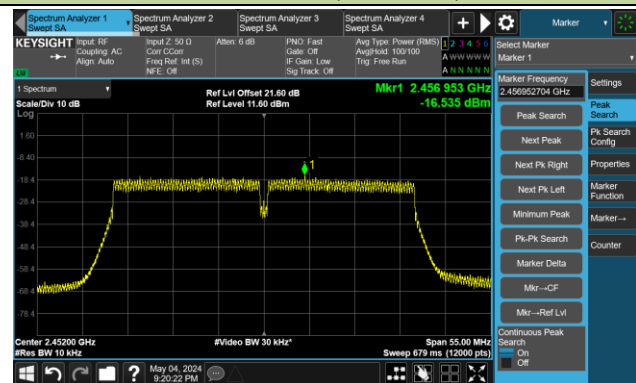 Spectrum Analyzer 1
Swept SA
Spectrum Analyzer 2
Swept SA
Spectrum Analyzer 3
Swept SA
Spectrum Analyzer 4
Swept SA
Marker
KEYSIGHT
Input: RF
Coupling: AC
Align: Auto
Input Z: 50 Ω
Corr CCorr
Freq Ref: Int (S)
NFE: Off
Atten: 6 dB
PNO: Fast
Gate: Off
IF Gain: Low
Sig Track: Off
Avg Type: Power (RMS)
Avg|Hold: 100/100
Trig: Free Run
1 2 3 4 5 6
A W W W W W
A N N N N N
LXI
Select Marker
Marker 1
1 Spectrum
Scale/Div 10 dB
Log
Ref Lvl Offset 21.60 dB
Ref Level 11.60 dBm
Mkr1 2.456 953 GHz
-16.535 dBm
1.60
-8.40
-18.4
-28.4
-38.4
-48.4
-58.4
-68.4
-78.4
1
Center 2.45200 GHz
#Res BW 10 kHz
#Video BW 30 kHz*
Span 55.00 MHz
Sweep 679 ms (12000 pts)
Marker Frequency
2.456952704 GHz
Peak Search
Next Peak
Next Pk Right
Next Pk Left
Minimum Peak
Pk-Pk Search
Marker Delta
Mkr→CF
Mkr→Ref Lvl
Continuous Peak
Search
On
Off
Settings
Peak
Search
Pk Search
Config
Properties
Marker
Function
Marker→
Counter
May 04, 2024
9:20:22 PM